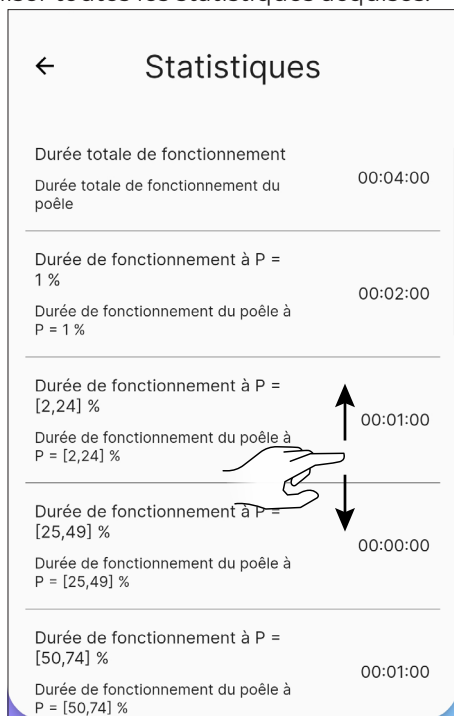 toutes les statistiques acquises.
Statistiques
Durée totale de fonctionnement
Durée totale de fonctionnement du
poêle
00:04:00
Durée de fonctionnement à P =
1 %
Durée de fonctionnement du poêle à
P = 1 %
00:02:00
Durée de fonctionnement à P =
[2,24] %
Durée de fonctionnement du poêle à
P = [2,24] %
00:01:00
Durée de fonctionnement à P =
[25,49] %
Durée de fonctionnement du poêle à
P = [25,49] %
00:00:00
Durée de fonctionnement à P =
[50,74] %
Durée de fonctionnement du poêle à
P = [50,74] %
00:01:00